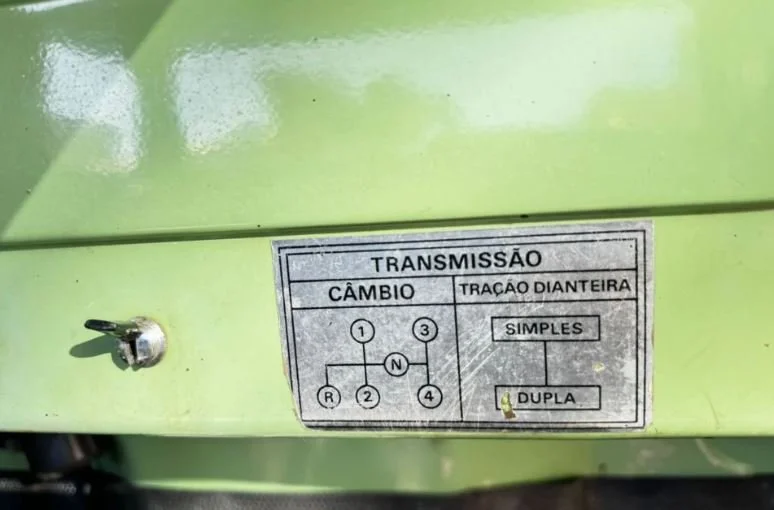 TRANSMISSÃO
CÂMBIO TRAÇÃO DIANTEIRA
1 3 SIMPLES
N
R 2 4 DUPLA